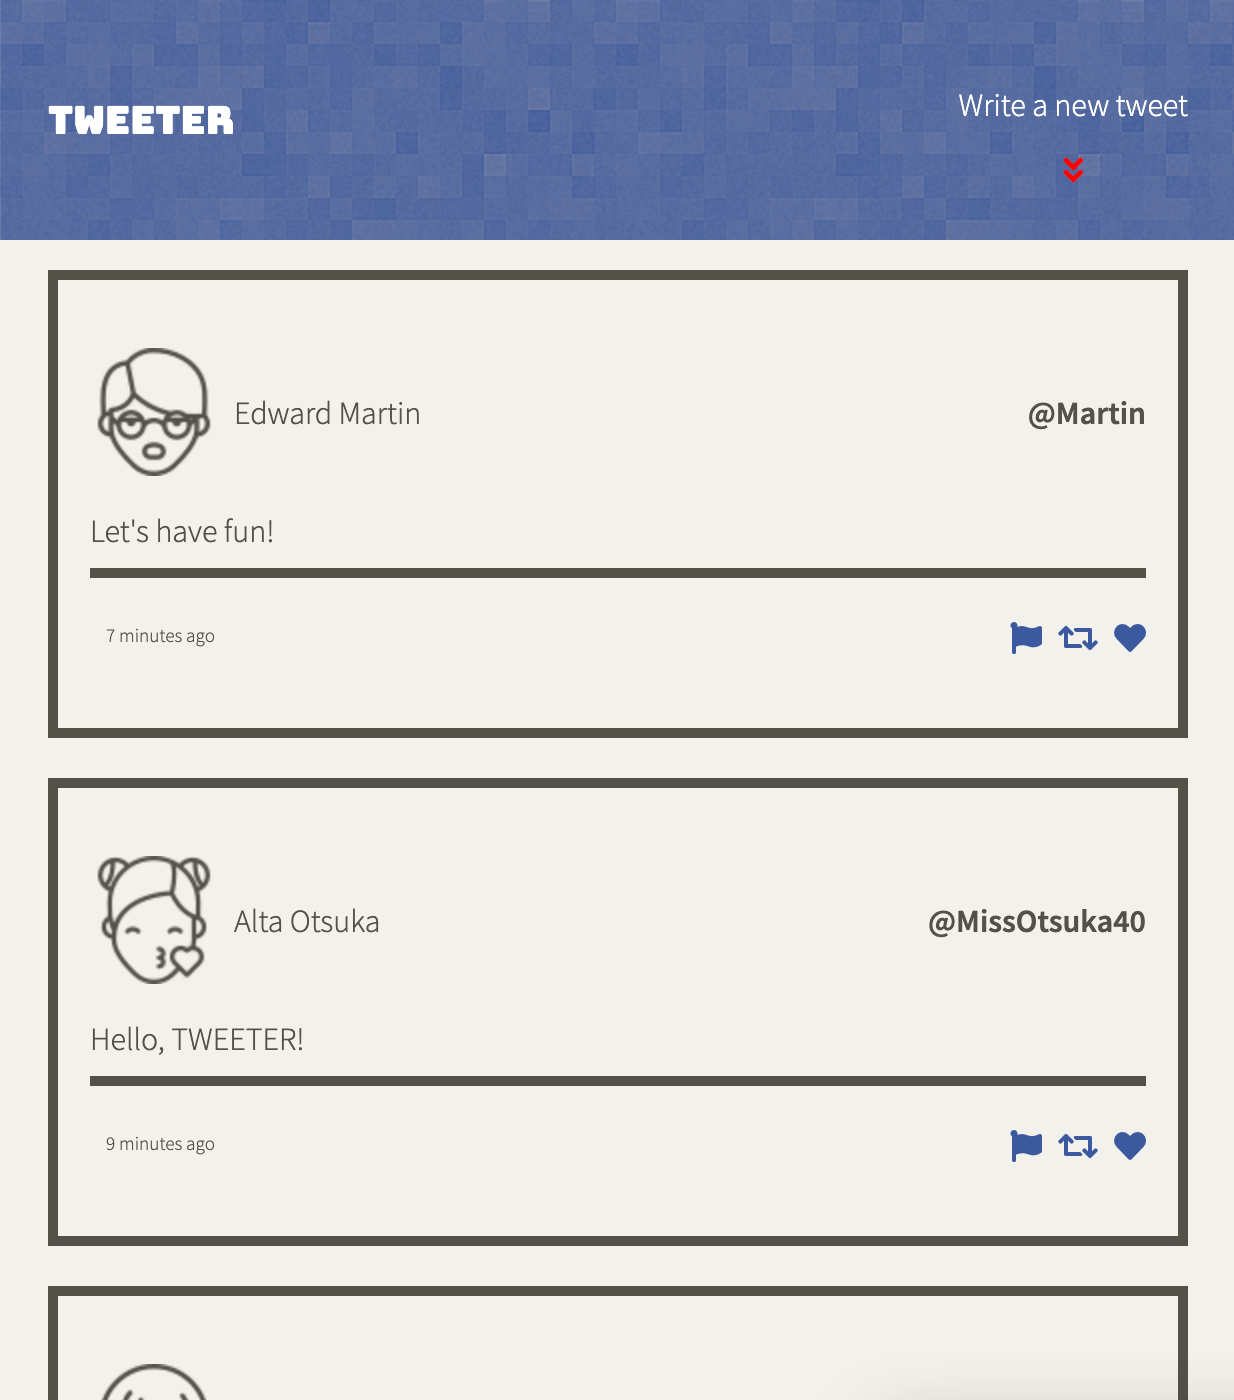 TWEETER
Write a new tweet
Edward Martin
@Martin
Let's have fun!
7 minutes ago
Alta Otsuka
@MissOtsuka40
Hello, TWEETER!
9 minutes ago